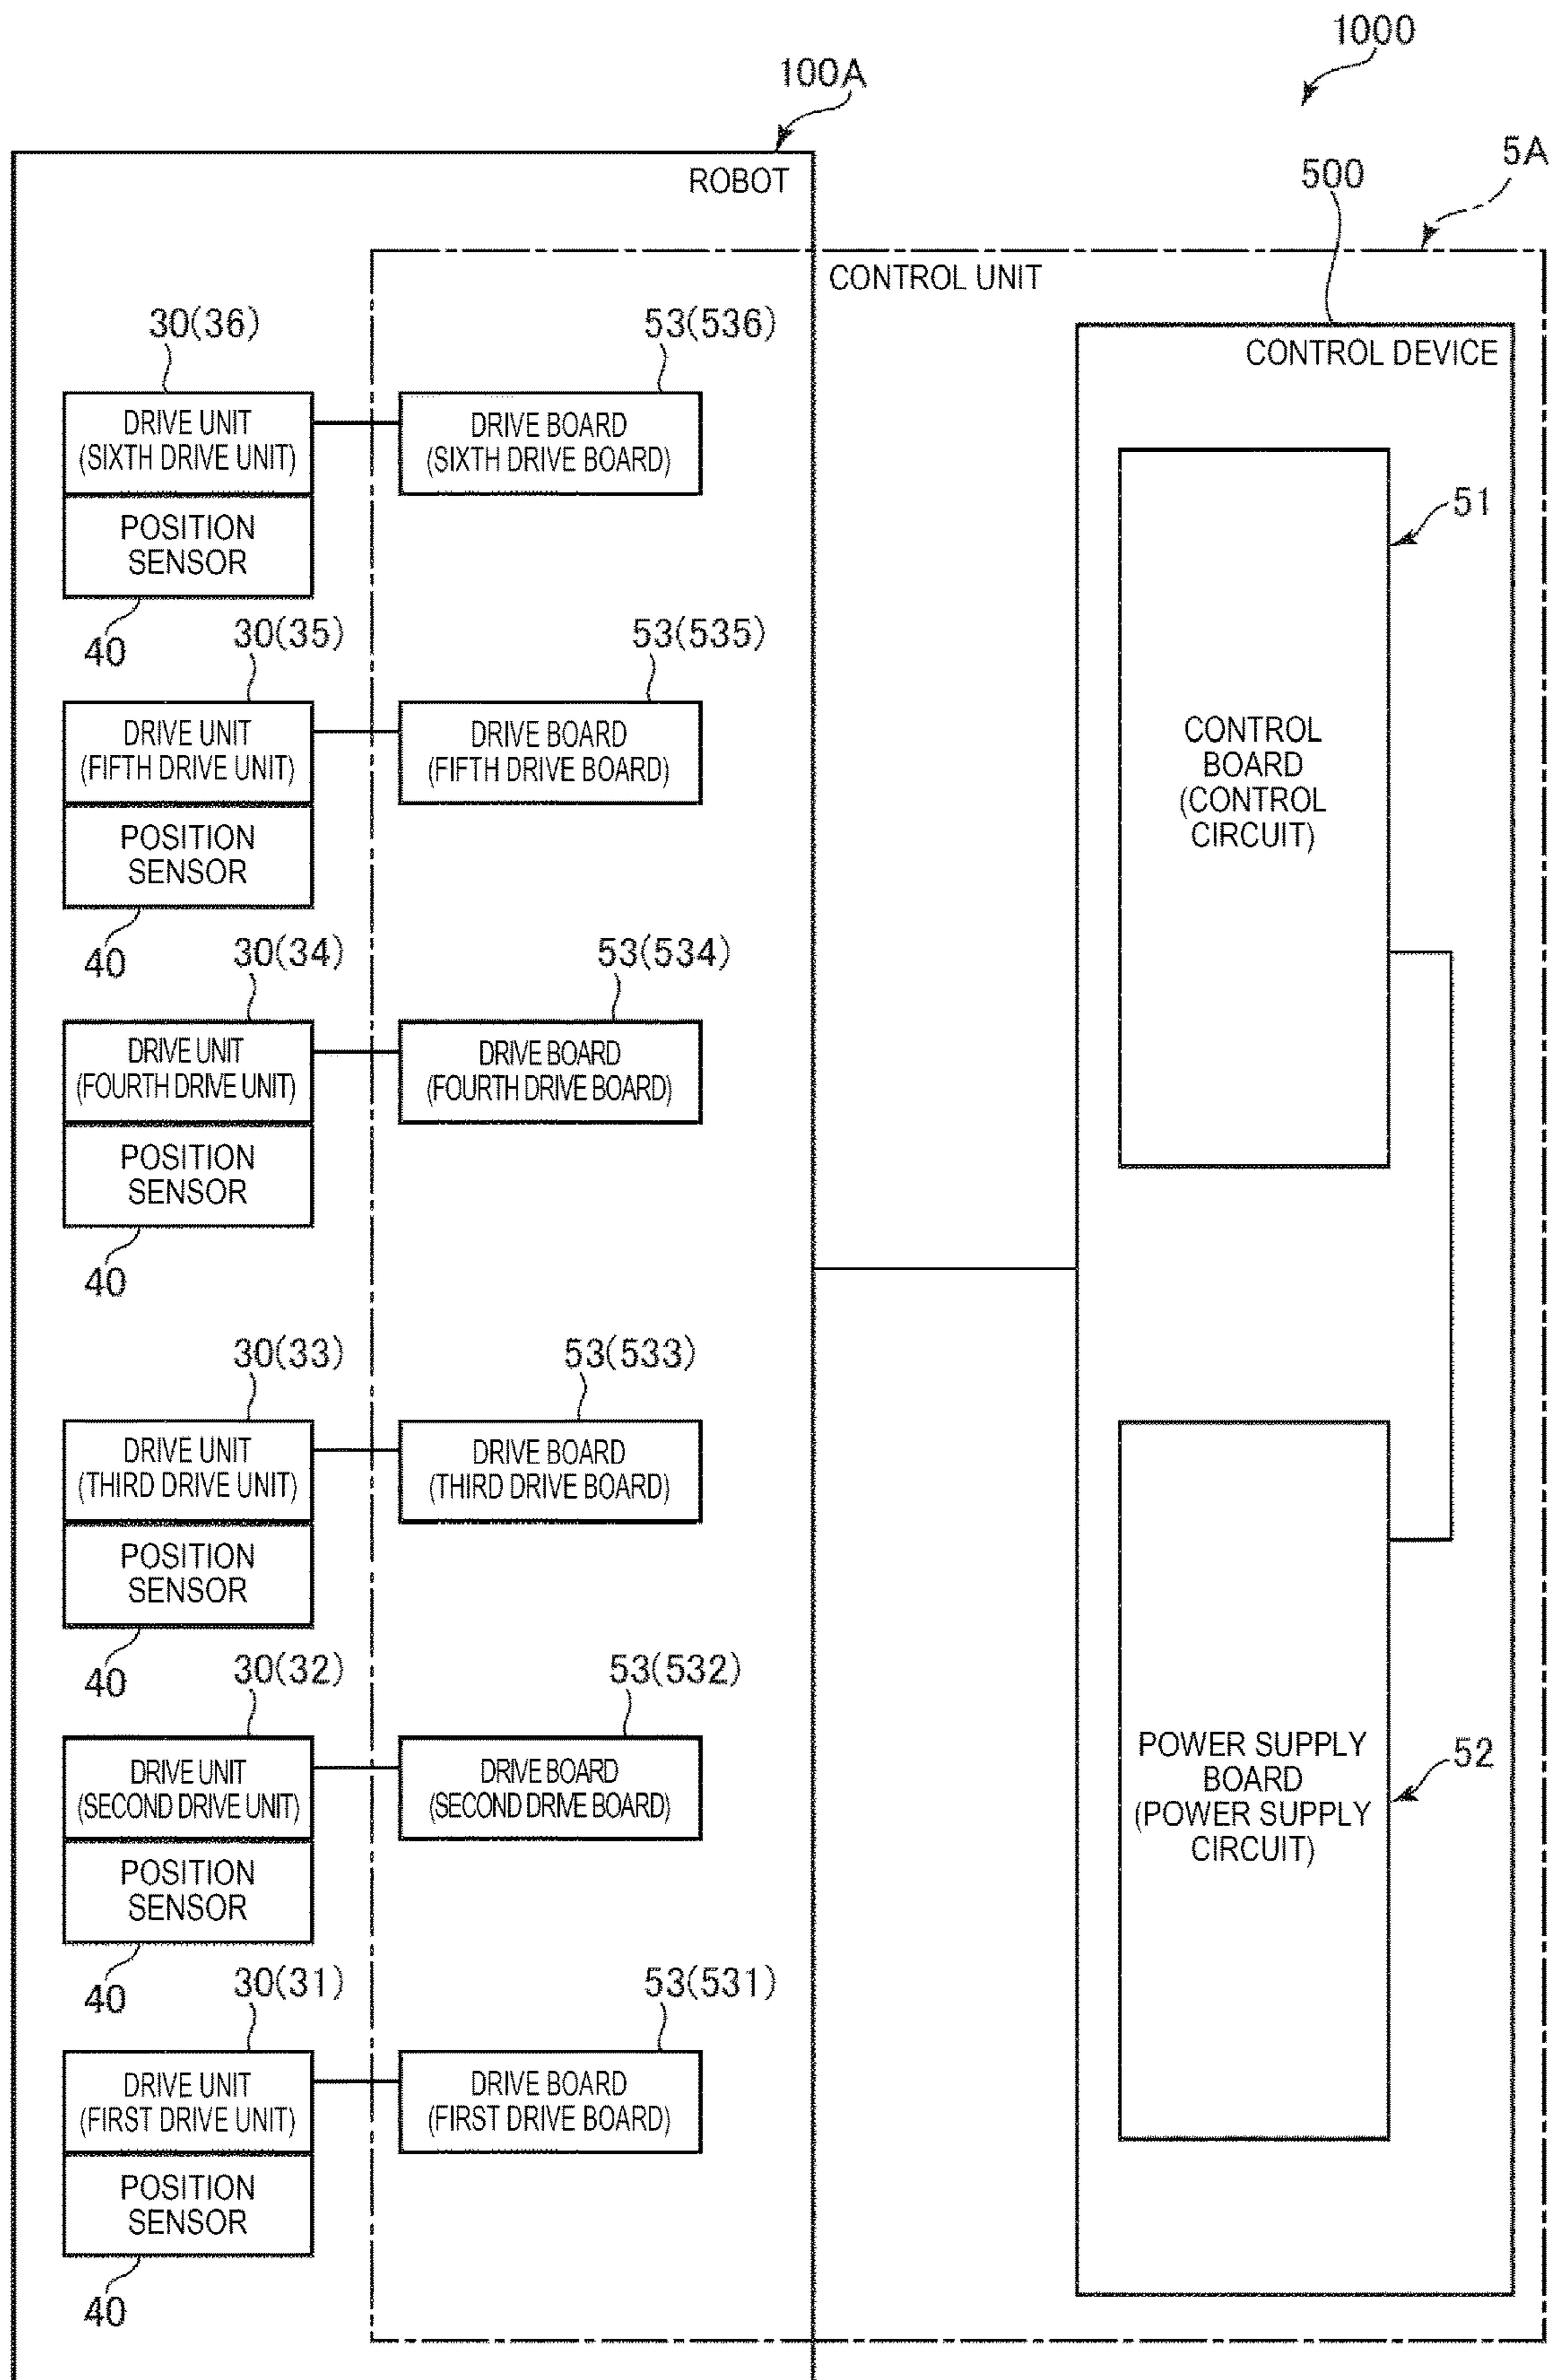 1000
100A
5A
ROBOT
500
CONTROL UNIT
CONTROL DEVICE
30(36)
53(536)
DRIVE UNIT
(SIXTH DRIVE UNIT)
DRIVE BOARD
(SIXTH DRIVE BOARD)
POSITION
SENSOR
40
51
30(35)
53(535)
DRIVE UNIT
(FIFTH DRIVE UNIT)
DRIVE BOARD
(FIFTH DRIVE BOARD)
POSITION
SENSOR
40
CONTROL
BOARD
(CONTROL
CIRCUIT)
30(34)
53(534)
DRIVE UNIT
(FOURTH DRIVE UNIT)
DRIVE BOARD
(FOURTH DRIVE BOARD)
POSITION
SENSOR
40
30(33)
53(533)
DRIVE UNIT
(THIRD DRIVE UNIT)
DRIVE BOARD
(THIRD DRIVE BOARD)
POSITION
SENSOR
40
30(32)
53(532)
DRIVE UNIT
(SECOND DRIVE UNIT)
DRIVE BOARD
(SECOND DRIVE BOARD)
POSITION
SENSOR
40
POWER SUPPLY
BOARD
(POWER SUPPLY
CIRCUIT)
52
30(31)
53(531)
DRIVE UNIT
(FIRST DRIVE UNIT)
DRIVE BOARD
(FIRST DRIVE BOARD)
POSITION
SENSOR
40